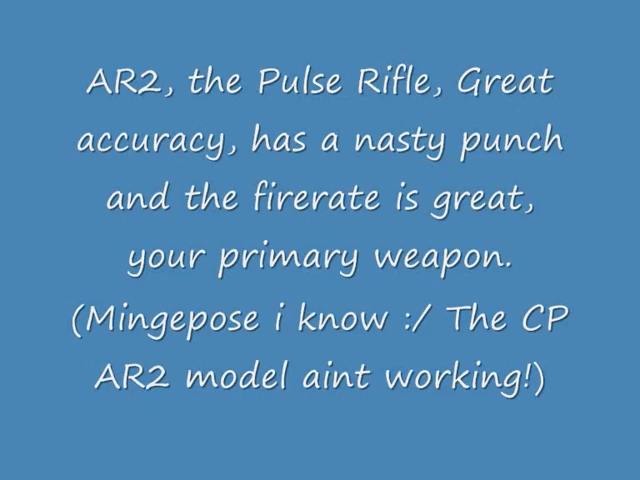 AR2, the Pulse Rifle, Great
accuracy, has a nasty punch
and the firerate is great,
your primary weapon.
(Mingepose i know :/ The CP
AR2 model aint working!)